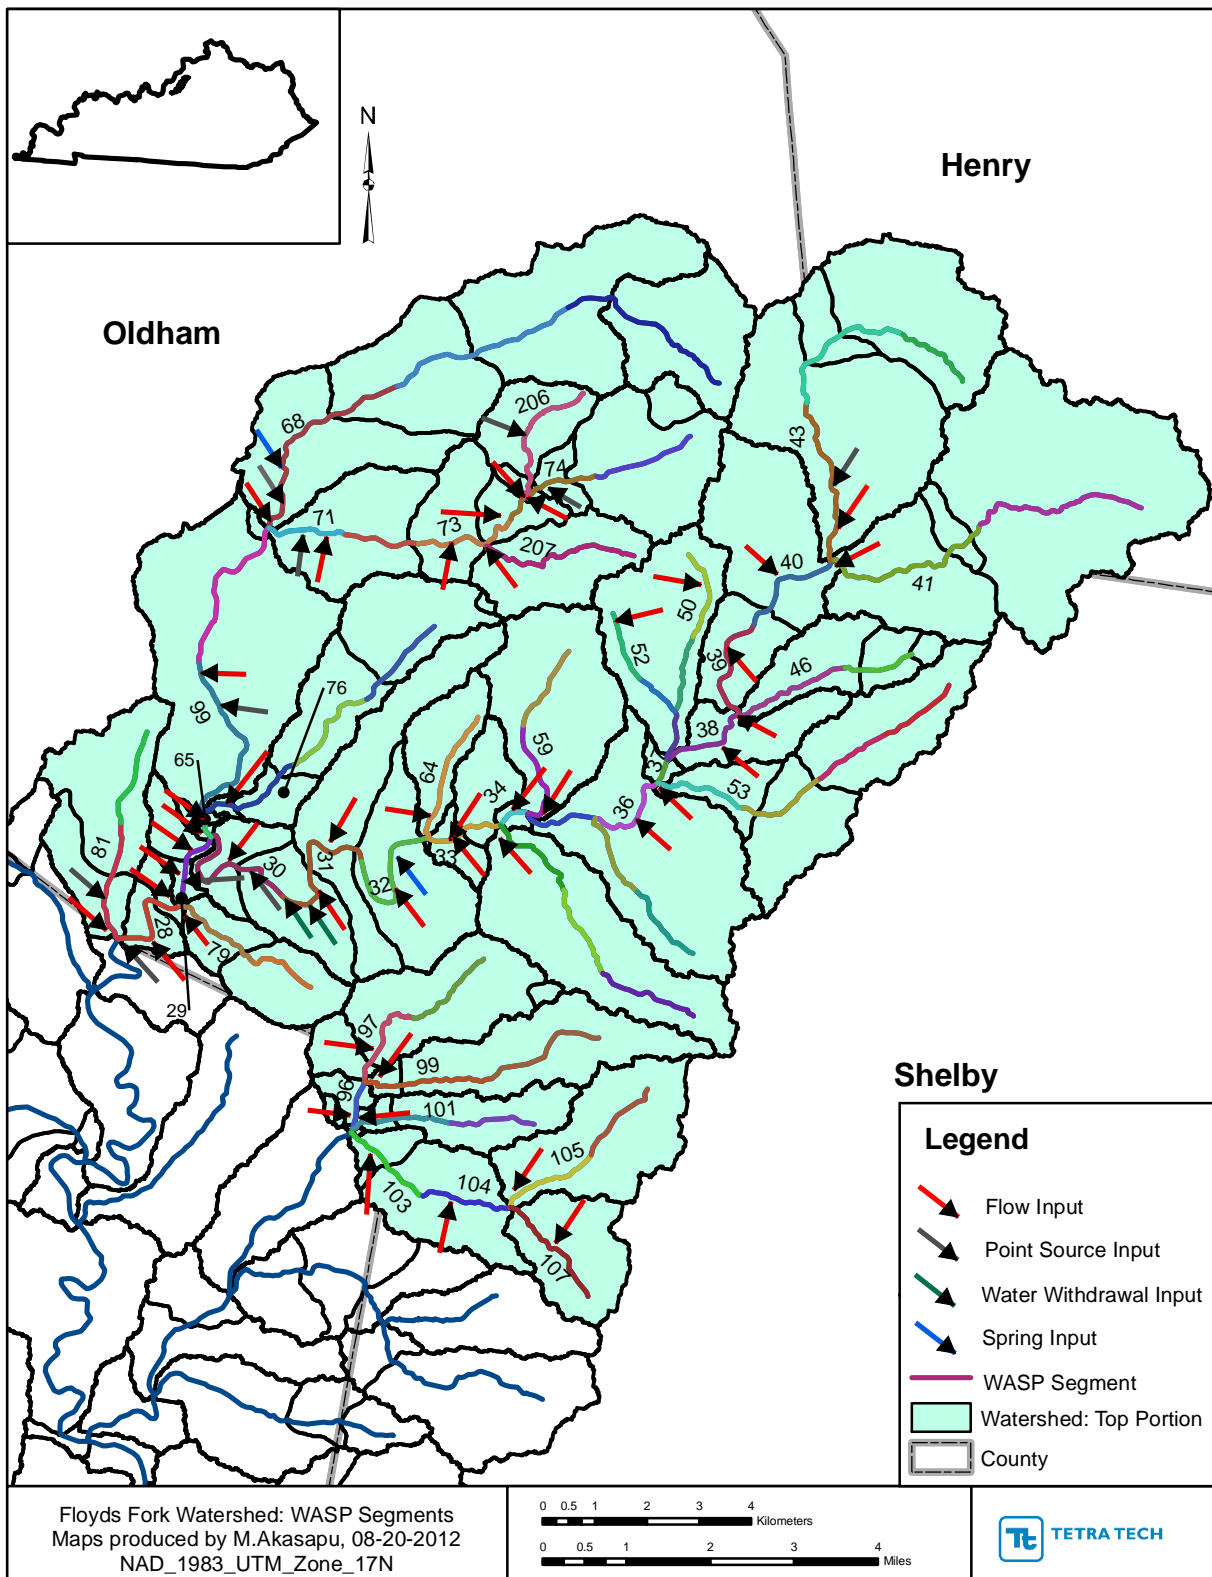 N
Henry
Oldham
206
68
43
74
71
73
207
40
41
50
52
39
46
76
66
38
59
37
65
64
34
36
53
81
33
31
30
32
28
79
29
97
99
96
Shelby
101
105
104
103
107
Legend
Flow Input
Point Source Input
Water Withdrawal Input
Spring Input
WASP Segment
Watershed: Top Portion
County
Floyds Fork Watershed: WASP Segments
Maps produced by M.Akasapu, 08-20-2012
NAD_1983_UTM_Zone_17N
0 0.5 1 2 3 4
Kilometers
0 0.5 1 2 3 4
Miles
Tt TETRA TECH